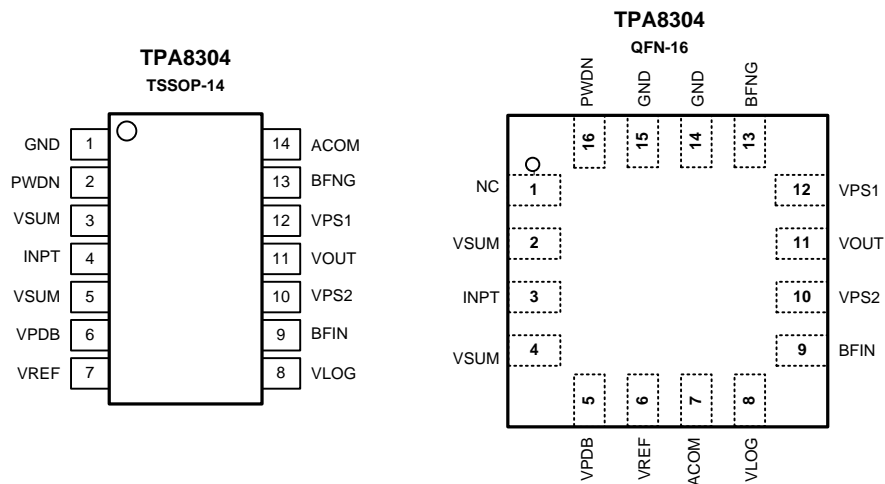 TPA8304
TSSOP-14
GND 1
PWDN 2
VSUM 3
INPT 4
VSUM 5
VPDB 6
VREF 7
14 ACOM
13 BFNG
12 VPS1
11 VOUT
10 VPS2
9 BFIN
8 VLOG
TPA8304
QFN-16
PWDN GND GND BFNG
16 15 14 13
NC 1
VSUM 2
INPT 3
VSUM 4
12 VPS1
11 VOUT
10 VPS2
9 BFIN
5 6 7 8
VPDB VREF ACOM VLOG